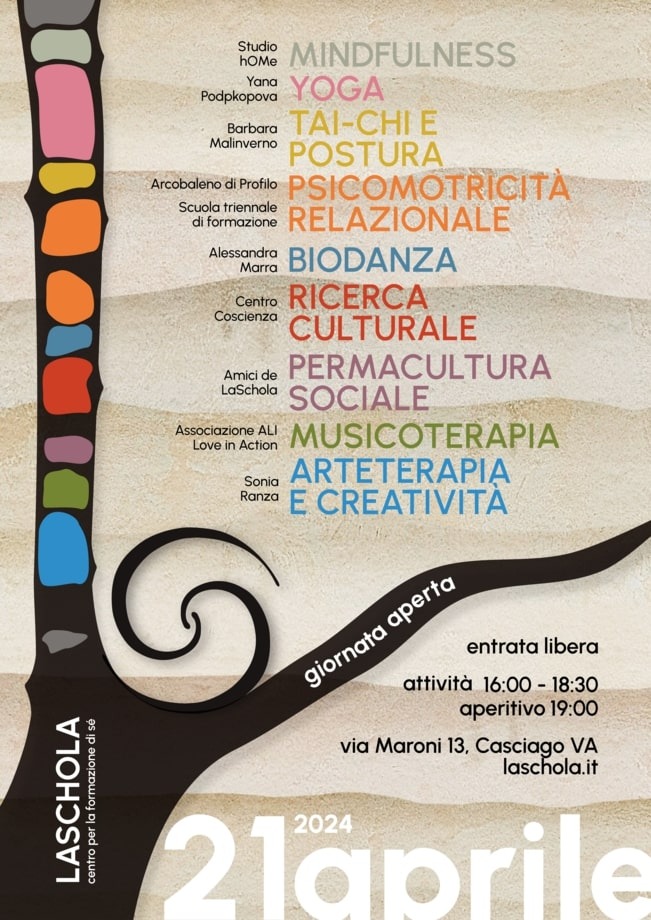 Studio
hOMe
MINDFULNESS
Yana
Podpkopova
YOGA
Barbara
Malinverno
TAI-CHI E
POSTURA
Arcobaleno di Profilo
Scuola triennale
di formazione
PSICOMOTRICITÀ
RELAZIONALE
Alessandra
Marra
BIODANZA
Centro
Coscienza
RICERCA
CULTURALE
Amici de
LaSchola
PERMACULTURA
SOCIALE
Associazione ALI
Love in Action
MUSICOTERAPIA
Sonia
Ranza
ARTETERAPIA
E CREATIVITÀ
giornata aperta
entrata libera
attività 16:00 - 18:30
aperitivo 19:00
via Maroni 13, Casciago VA
laschola.it
LASCHOLA
centro per la formazione di sé
2024
21aprile